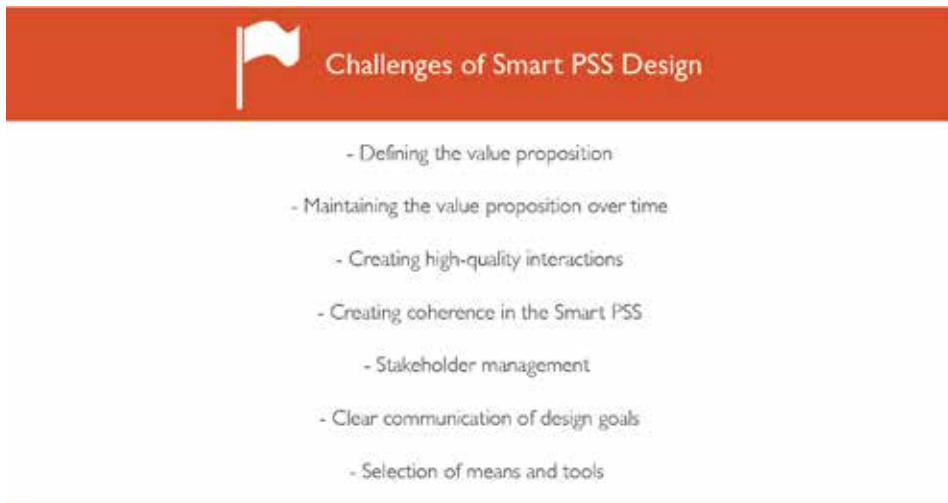 Challenges of Smart PSS Design
- Defining the value proposition
- Maintaining the value proposition over time
- Creating high-quality interactions
- Creating coherence in the Smart PSS
- Stakeholder management
- Clear communication of design goals
- Selection of means and tools